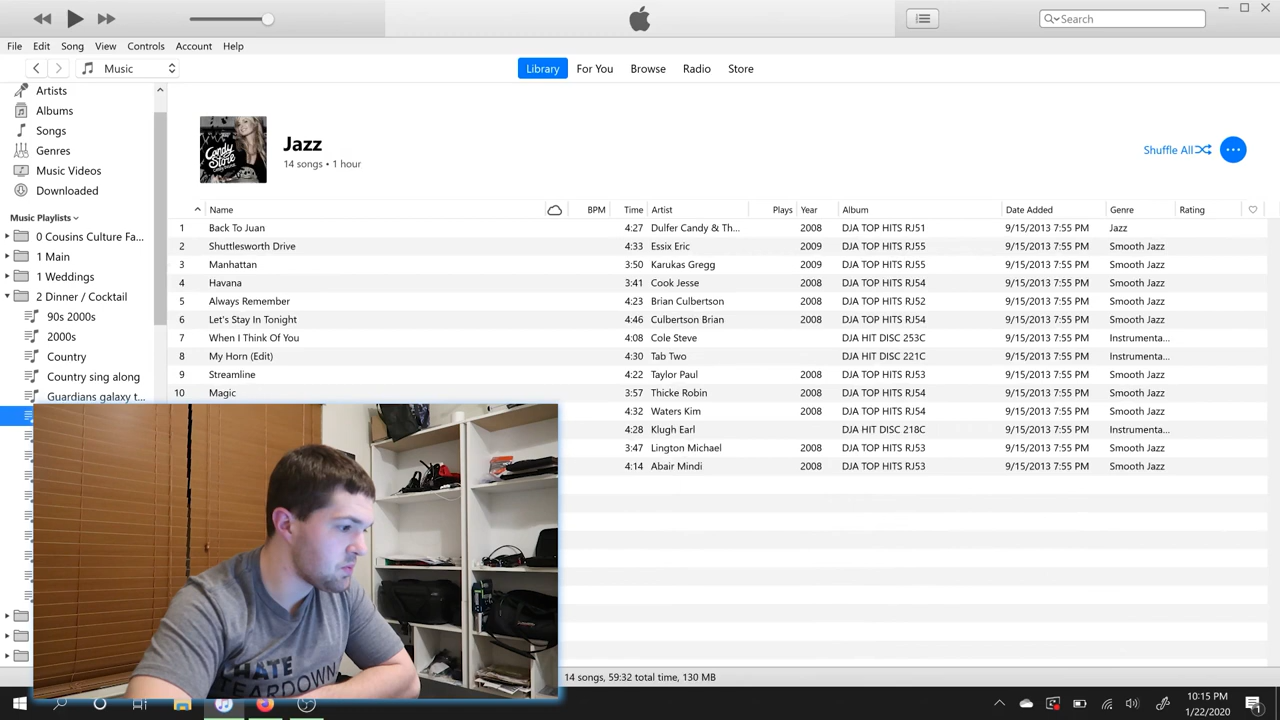 Search
File Edit Song View Controls Account Help
Music
Library For You Browse Radio Store
Artists
Albums
Songs
Genres
Music Videos
Downloaded
Music Playlists
0 Cousins Culture Fa...
1 Main
1 Weddings
2 Dinner / Cocktail
90s 2000s
2000s
Country
Country sing along
Guardians galaxy t...
Candy Store
Jazz
14 songs • 1 hour
Shuffle All
Name BPM Time Artist Plays Year Album Date Added Genre Rating
1 Back To Juan 4:27 Dulfer Candy & Th... 2008 DJA TOP HITS RJ51 9/15/2013 7:55 PM Jazz
2 Shuttlesworth Drive 4:33 Essix Eric 2009 DJA TOP HITS RJ55 9/15/2013 7:55 PM Smooth Jazz
3 Manhattan 3:50 Karukas Gregg 2009 DJA TOP HITS RJ55 9/15/2013 7:55 PM Smooth Jazz
4 Havana 3:41 Cook Jesse 2008 DJA TOP HITS RJ54 9/15/2013 7:55 PM Smooth Jazz
5 Always Remember 4:23 Brian Culbertson 2008 DJA TOP HITS RJ52 9/15/2013 7:55 PM Smooth Jazz
6 Let's Stay In Tonight 4:46 Culbertson Brian 2008 DJA TOP HITS RJ54 9/15/2013 7:55 PM Smooth Jazz
7 When I Think Of You 4:08 Cole Steve DJA HIT DISC 253C 9/15/2013 7:55 PM Instrumenta...
8 My Horn (Edit) 4:30 Tab Two DJA HIT DISC 221C 9/15/2013 7:55 PM Instrumenta...
9 Streamline 4:22 Taylor Paul 2008 DJA TOP HITS RJ53 9/15/2013 7:55 PM Smooth Jazz
10 Magic 3:57 Thicke Robin 2008 DJA TOP HITS RJ54 9/15/2013 7:55 PM Smooth Jazz
4:32 Waters Kim 2008 DJA TOP HITS RJ54 9/15/2013 7:55 PM Smooth Jazz
4:28 Klugh Earl DJA HIT DISC 218C 9/15/2013 7:55 PM Instrumenta...
3:47 Lington Michael 2008 DJA TOP HITS RJ53 9/15/2013 7:55 PM Smooth Jazz
4:14 Abair Mindi 2008 DJA TOP HITS RJ53 9/15/2013 7:55 PM Smooth Jazz
HATE
TEARDOWN
14 songs, 59:32 total time, 130 MB
10:15 PM
1/22/2020